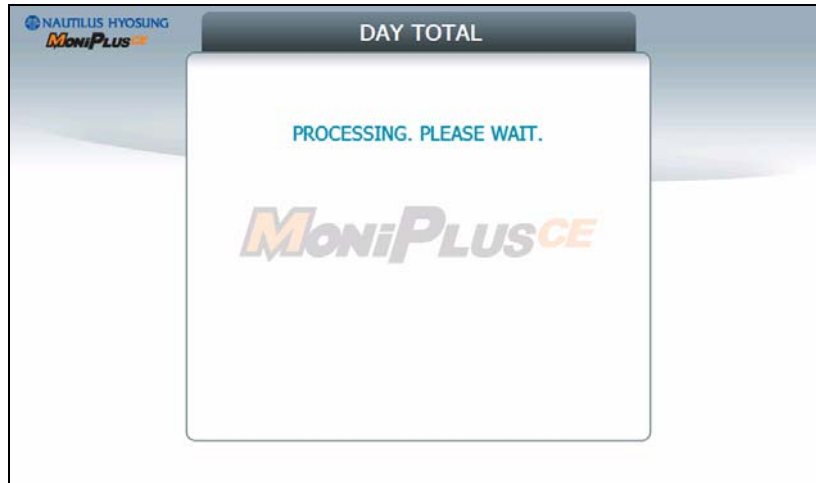 NAUTILUS HYOSUNG
MoniPlusCE
DAY TOTAL
PROCESSING. PLEASE WAIT.
MoniPlusCE